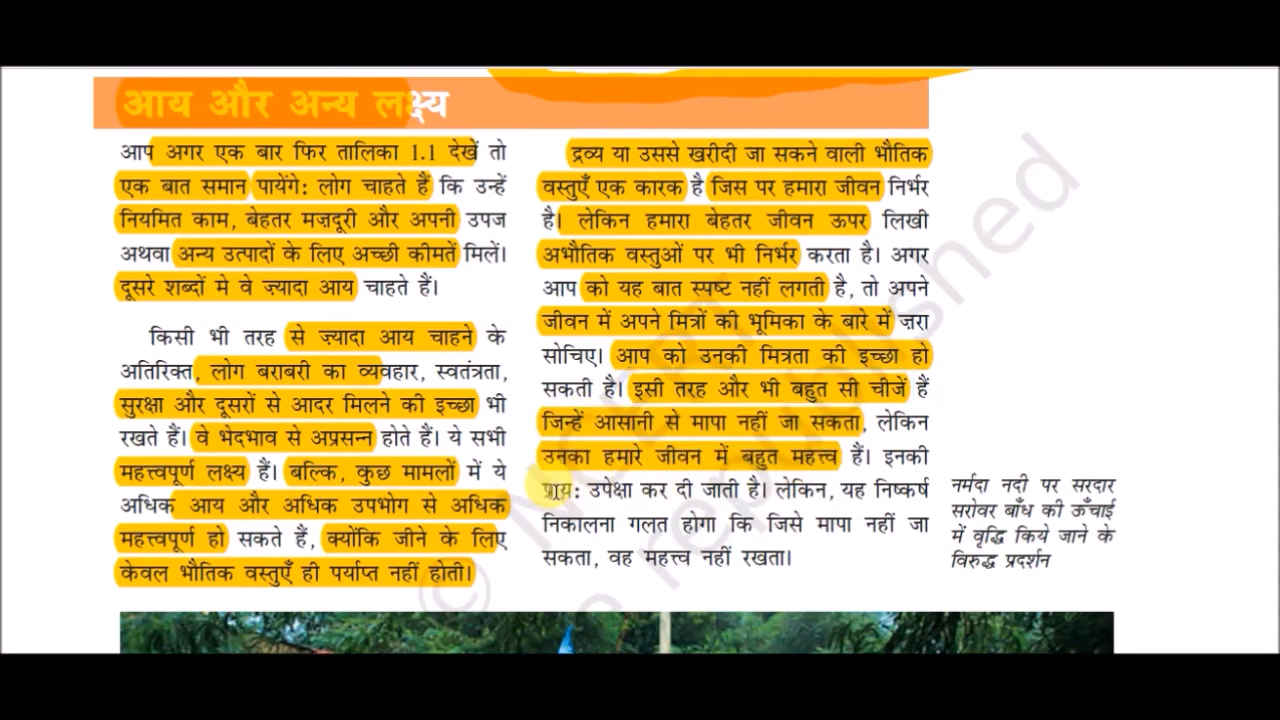 आय और अन्य लक्ष्य
आप अगर एक बार फिर तालिका 1.1 देखें तो
एक बात समान पायेंगे: लोग चाहते हैं कि उन्हें
नियमित काम, बेहतर मज़दूरी और अपनी उपज
अथवा अन्य उत्पादों के लिए अच्छी कीमतें मिलें।
दूसरे शब्दों मे वे ज़्यादा आय चाहते हैं।
किसी भी तरह से ज़्यादा आय चाहने के
अतिरिक्त, लोग बराबरी का व्यवहार, स्वतंत्रता,
सुरक्षा और दूसरों से आदर मिलने की इच्छा भी
रखते हैं। वे भेदभाव से अप्रसन्न होते हैं। ये सभी
महत्त्वपूर्ण लक्ष्य हैं। बल्कि, कुछ मामलों में ये
अधिक आय और अधिक उपभोग से अधिक
महत्त्वपूर्ण हो सकते हैं, क्योंकि जीने के लिए
केवल भौतिक वस्तुएँ ही पर्याप्त नहीं होती।
द्रव्य या उससे खरीदी जा सकने वाली भौतिक
वस्तुएँ एक कारक है जिस पर हमारा जीवन निर्भर
है। लेकिन हमारा बेहतर जीवन ऊपर लिखी
अभौतिक वस्तुओं पर भी निर्भर करता है। अगर
आप को यह बात स्पष्ट नहीं लगती है, तो अपने
जीवन में अपने मित्रों की भूमिका के बारे में ज़रा
सोचिए। आप को उनकी मित्रता की इच्छा हो
सकती है। इसी तरह और भी बहुत सी चीजें हैं
जिन्हें आसानी से मापा नहीं जा सकता, लेकिन
उनका हमारे जीवन में बहुत महत्त्व हैं। इनकी
प्राय: उपेक्षा कर दी जाती है। लेकिन, यह निष्कर्ष
निकालना गलत होगा कि जिसे मापा नहीं जा
सकता, वह महत्त्व नहीं रखता।
नर्मदा नदी पर सरदार
सरोवर बाँध की ऊँचाई
में वृद्धि किये जाने के
विरुद्ध प्रदर्शन